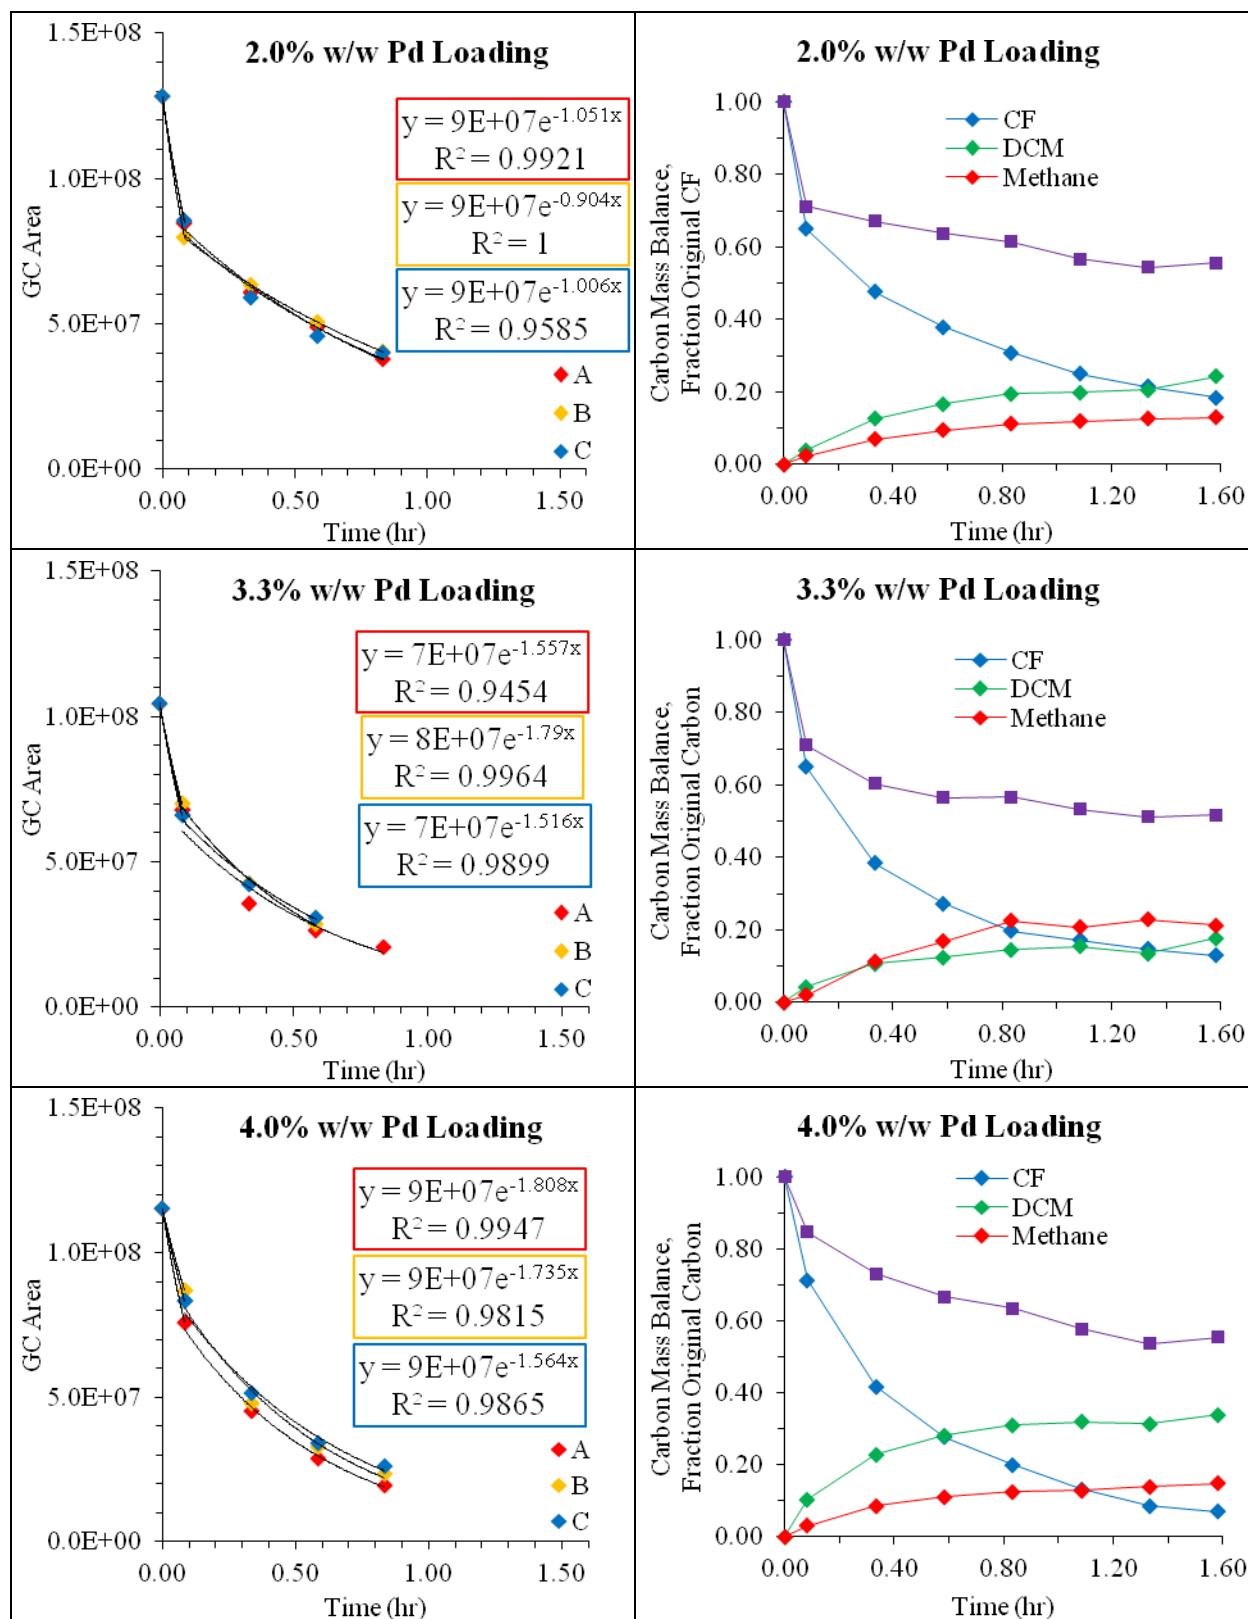 2.0% w/w Pd Loading
1.5E+08
1.0E+08
5.0E+07
0.0E+00
GC Area
y = 9E+07e^-1.051x
R² = 0.9921
y = 9E+07e^-0.904x
R² = 1
y = 9E+07e^-1.006x
R² = 0.9585
A
B
C
0.00 0.50 1.00 1.50
Time (hr)
2.0% w/w Pd Loading
1.00
0.80
0.60
0.40
0.20
0.00
Carbon Mass Balance,
Fraction Original CF
CF
DCM
Methane
0.00 0.40 0.80 1.20 1.60
Time (hr)
3.3% w/w Pd Loading
1.5E+08
1.0E+08
5.0E+07
0.0E+00
GC Area
y = 7E+07e^-1.557x
R² = 0.9454
y = 8E+07e^-1.79x
R² = 0.9964
y = 7E+07e^-1.516x
R² = 0.9899
A
B
C
0.00 0.50 1.00 1.50
Time (hr)
3.3% w/w Pd Loading
1.00
0.80
0.60
0.40
0.20
0.00
Carbon Mass Balance,
Fraction Original Carbon
CF
DCM
Methane
0.00 0.40 0.80 1.20 1.60
Time (hr)
4.0% w/w Pd Loading
1.5E+08
1.0E+08
5.0E+07
0.0E+00
GC Area
y = 9E+07e^-1.808x
R² = 0.9947
y = 9E+07e^-1.735x
R² = 0.9815
y = 9E+07e^-1.564x
R² = 0.9865
A
B
C
0.00 0.50 1.00 1.50
Time (hr)
4.0% w/w Pd Loading
1.00
0.80
0.60
0.40
0.20
0.00
Carbon Mass Balance,
Fraction Original Carbon
CF
DCM
Methane
0.00 0.40 0.80 1.20 1.60
Time (hr)